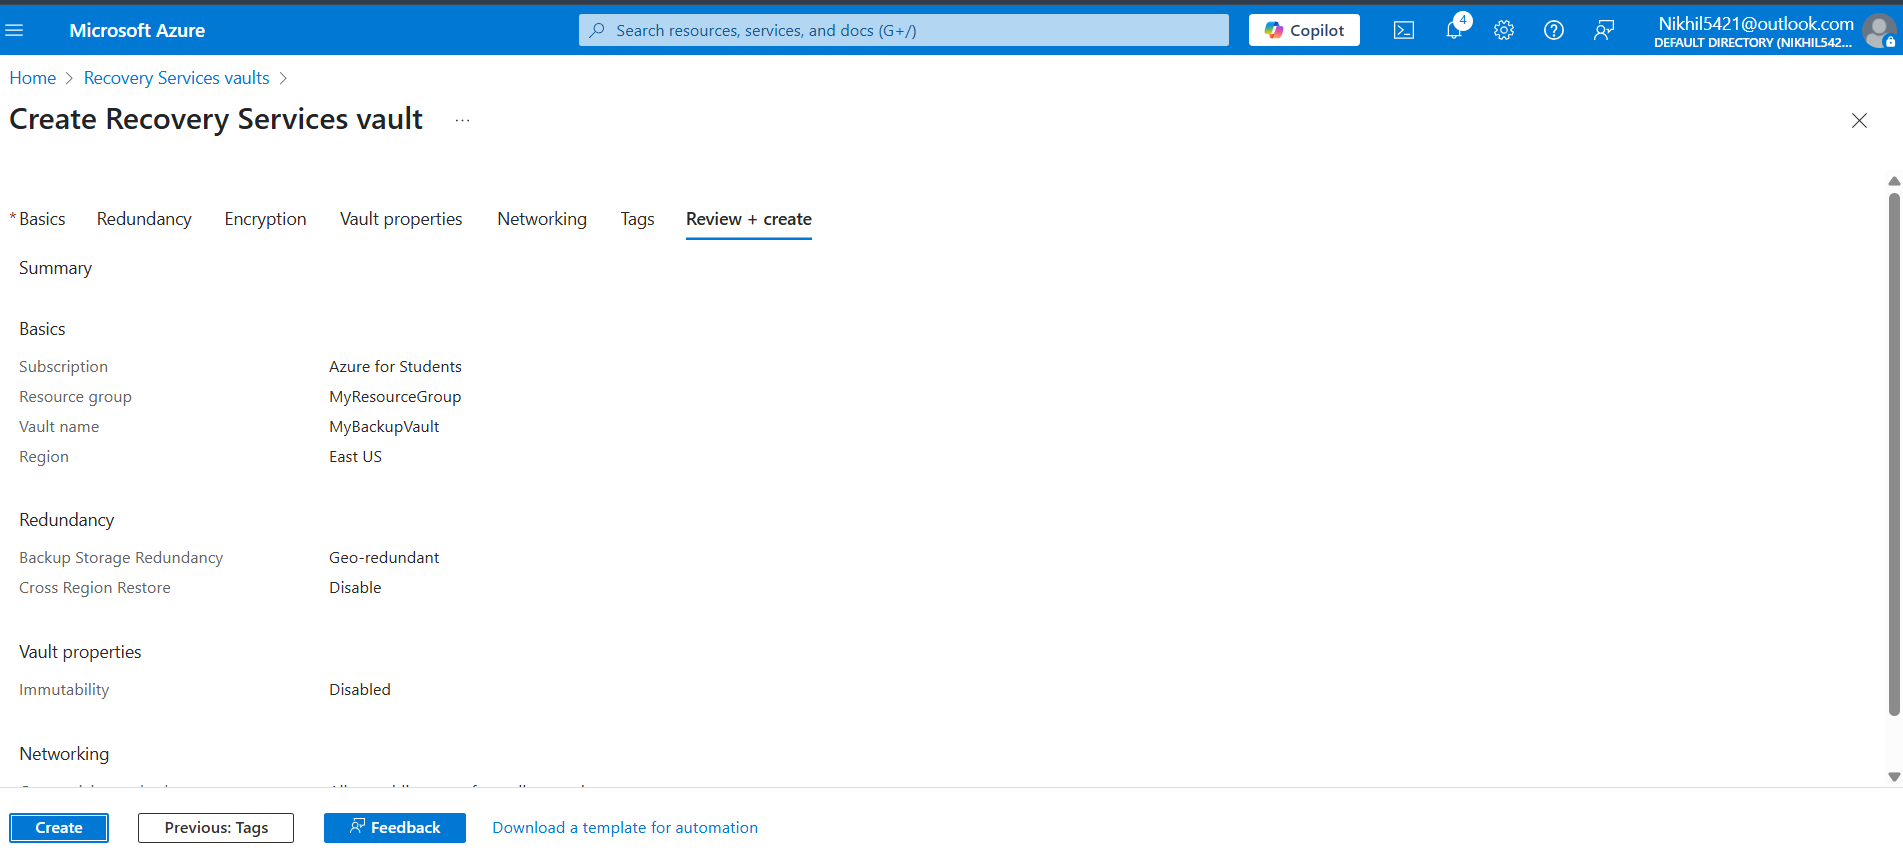 Microsoft Azure
Search resources, services, and docs (G+/)
Copilot
4
Nikhil5421@outlook.com
DEFAULT DIRECTORY (NIKHIL542...
Home > Recovery Services vaults >
Create Recovery Services vault ...
* Basics Redundancy Encryption Vault properties Networking Tags Review + create
Summary
Basics
Subscription Azure for Students
Resource group MyResourceGroup
Vault name MyBackupVault
Region East US
Redundancy
Backup Storage Redundancy Geo-redundant
Cross Region Restore Disable
Vault properties
Immutability Disabled
Networking
Create Previous: Tags Feedback Download a template for automation